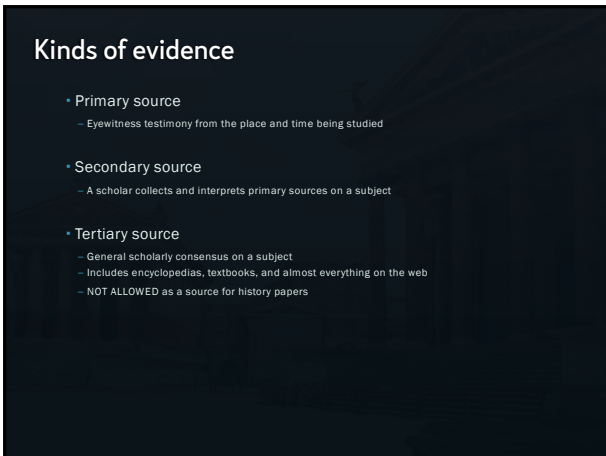 Kinds of evidence
▪ Primary source
– Eyewitness testimony from the place and time being studied
▪ Secondary source
– A scholar collects and interprets primary sources on a subject
▪ Tertiary source
– General scholarly consensus on a subject
– Includes encyclopedias, textbooks, and almost everything on the web
– NOT ALLOWED as a source for history papers